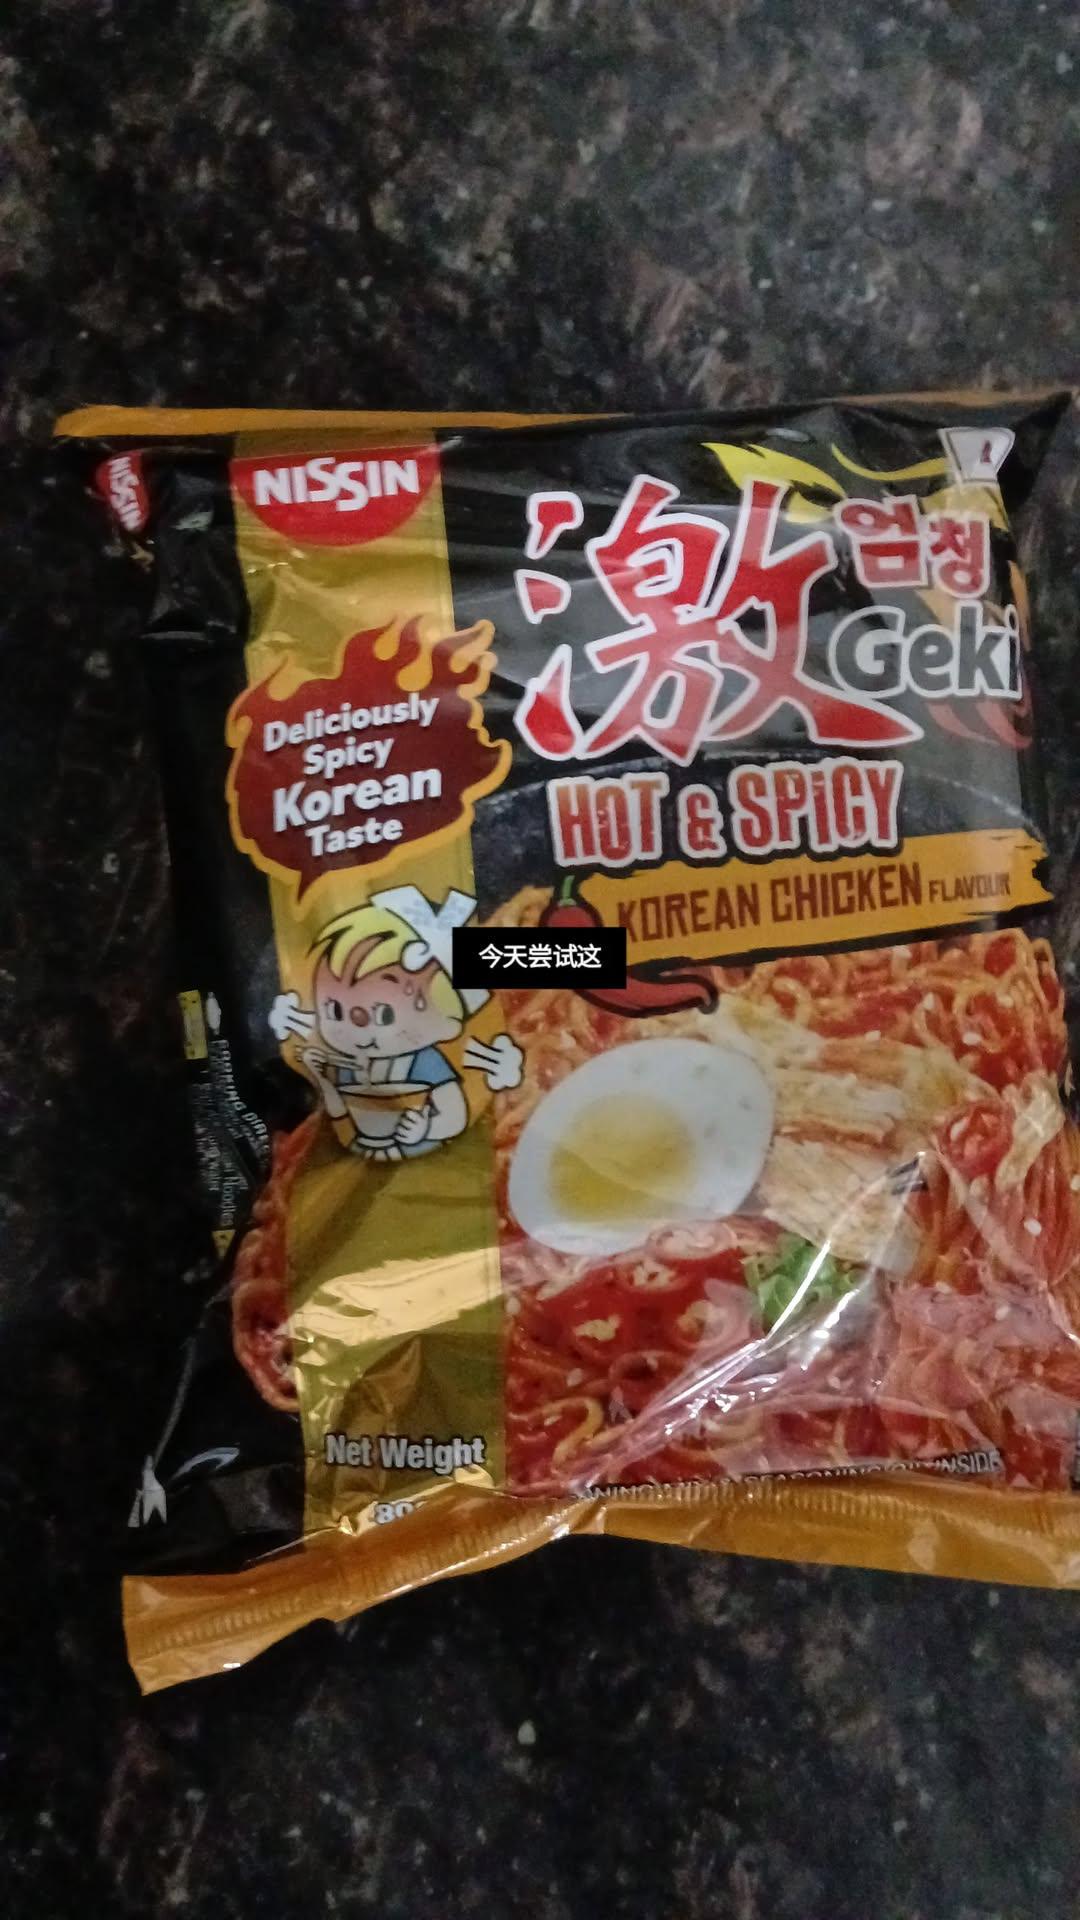 NISSIN
NISSIN
激
엄청
Geki
Deliciously
Spicy
Korean
Taste
HOT & SPICY
KOREAN CHICKEN FLAVOUR
今天尝试这
Net Weight